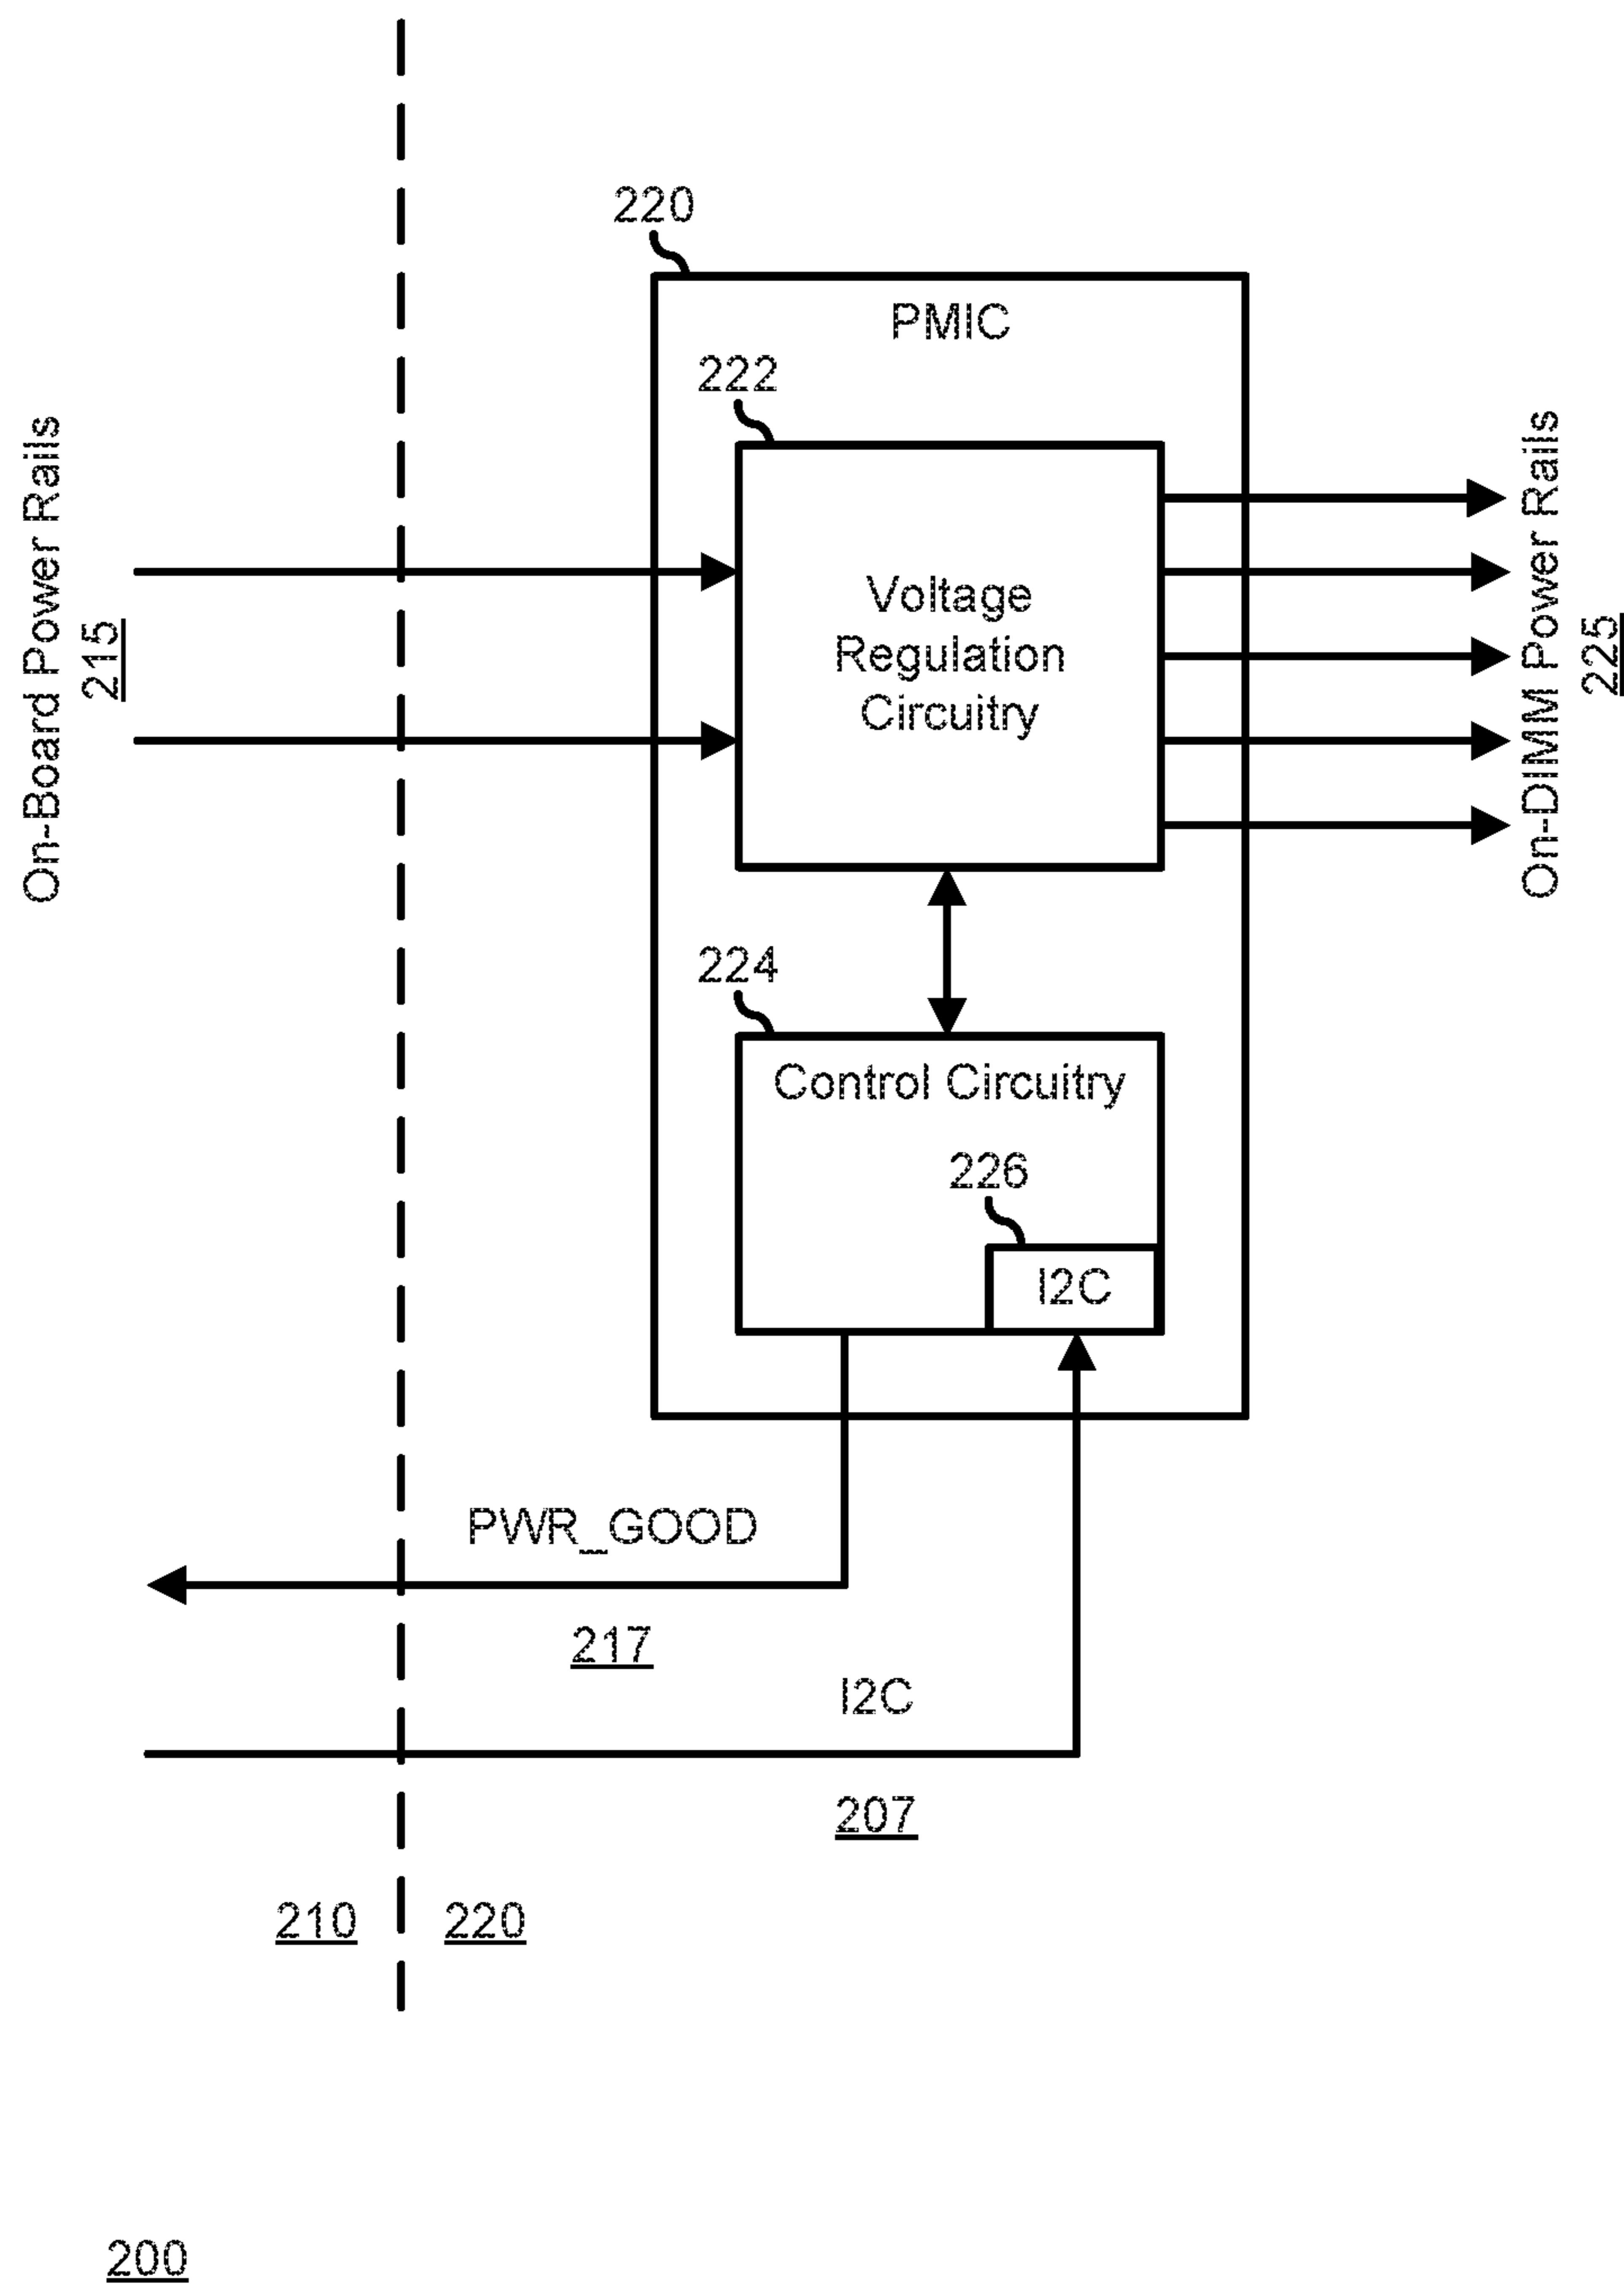 220
PMIC
222
On-Board Power Rails
215
Voltage
Regulation
Circuitry
On-DIMM Power Rails
225
224
Control Circuitry
226
I2C
PWR_GOOD
217
I2C
207
210
220
200